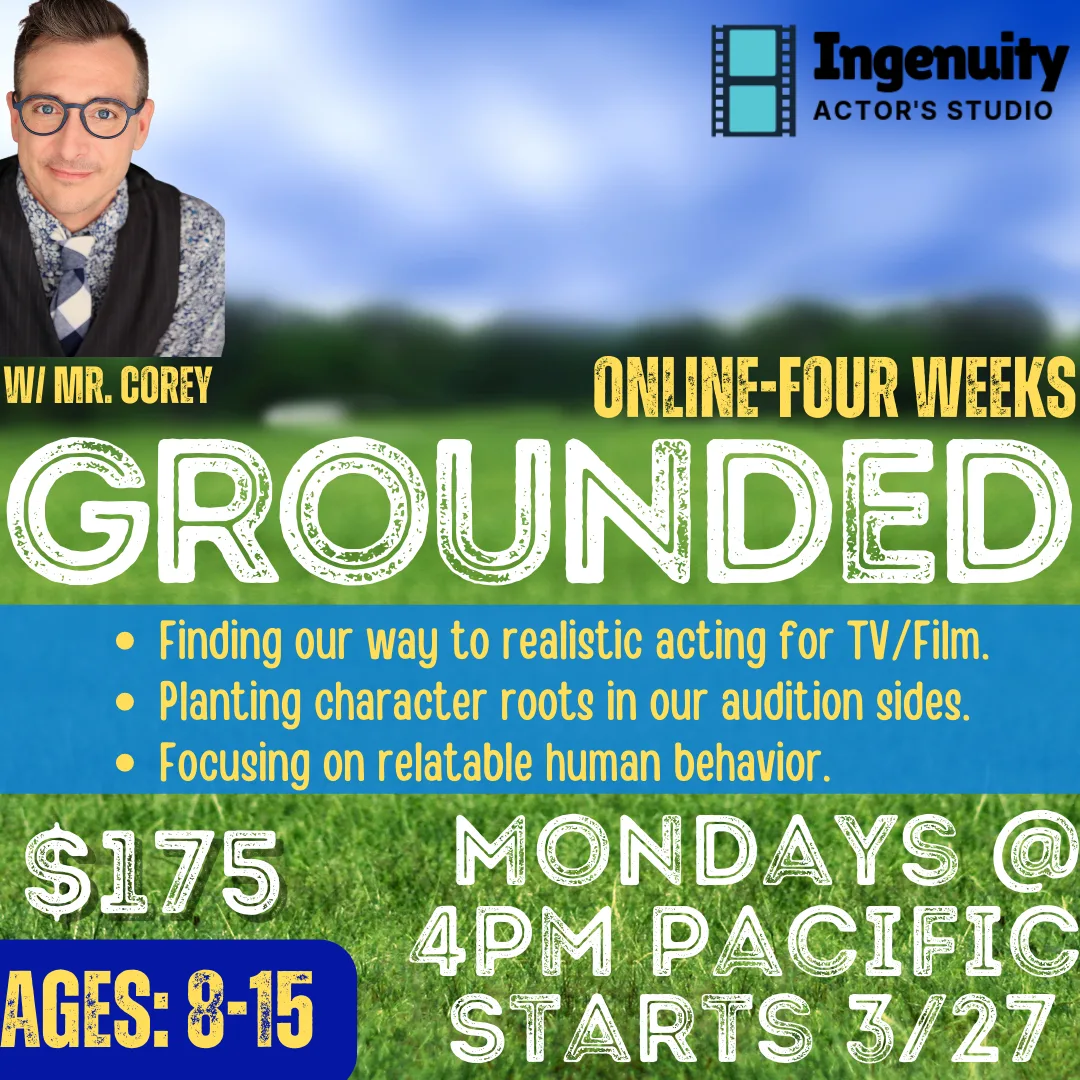 Ingenuity
ACTOR'S STUDIO
W/ MR. COREY
ONLINE-FOUR WEEKS
GROUNDED
• Finding our way to realistic acting for TV/Film.
• Planting character roots in our audition sides.
• Focusing on relatable human behavior.
$175
MONDAYS @
4PM PACIFIC
STARTS 3/27
AGES: 8-15